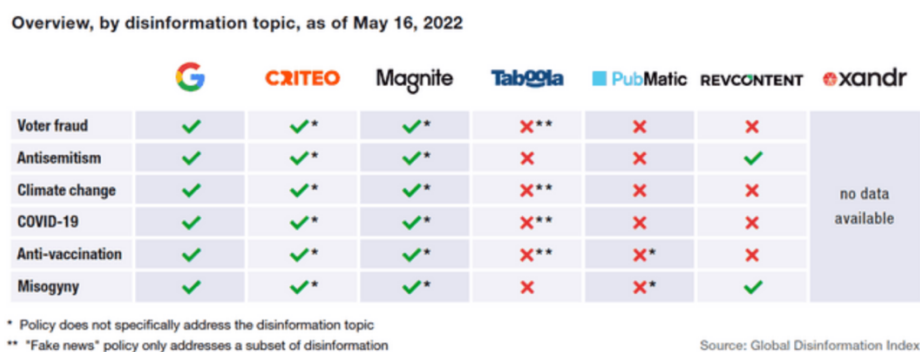 Overview, by disinformation topic, as of May 16, 2022
G CRITEO Magnite Taboola PubMatic REVCONTENT xandr
Voter fraud ✓ ✓* ✓* ✕** ✕ ✕
Antisemitism ✓ ✓* ✓* ✕ ✕ ✓
Climate change ✓ ✓* ✓* ✕** ✕ ✕
no data
COVID-19 ✓ ✓* ✓* ✕** ✕ ✕
available
Anti-vaccination ✓ ✓* ✓* ✕** ✕* ✕
Misogyny ✓ ✓* ✓* ✕ ✕* ✓
* Policy does not specifically address the disinformation topic
** "Fake news" policy only addresses a subset of disinformation
Source: Global Disinformation Index